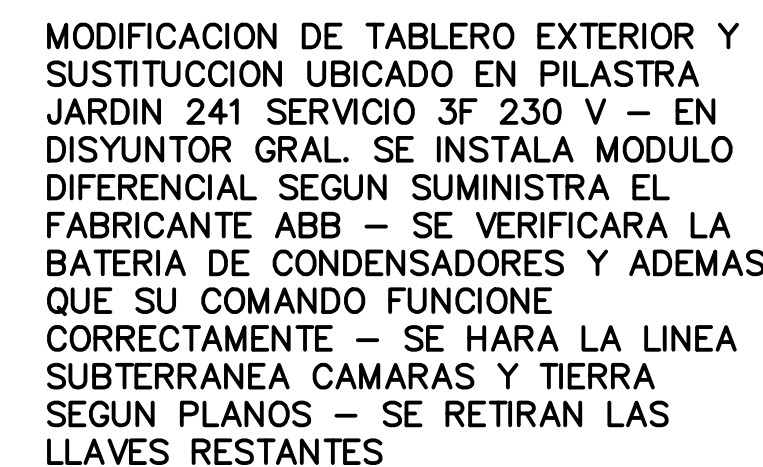 MODIFICACION DE TABLERO EXTERIOR Y
SUSTITUCCION UBICADO EN PILASTRA
JARDIN 241 SERVICIO 3F 230 V – EN
DISYUNTOR GRAL. SE INSTALA MODULO
DIFERENCIAL SEGUN SUMINISTRA EL
FABRICANTE ABB – SE VERIFICARA LA
BATERIA DE CONDENSADORES Y ADEMAS
QUE SU COMANDO FUNCIONE
CORRECTAMENTE – SE HARA LA LINEA
SUBTERRANEA CAMARAS Y TIERRA
SEGUN PLANOS – SE RETIRAN LAS
LLAVES RESTANTES